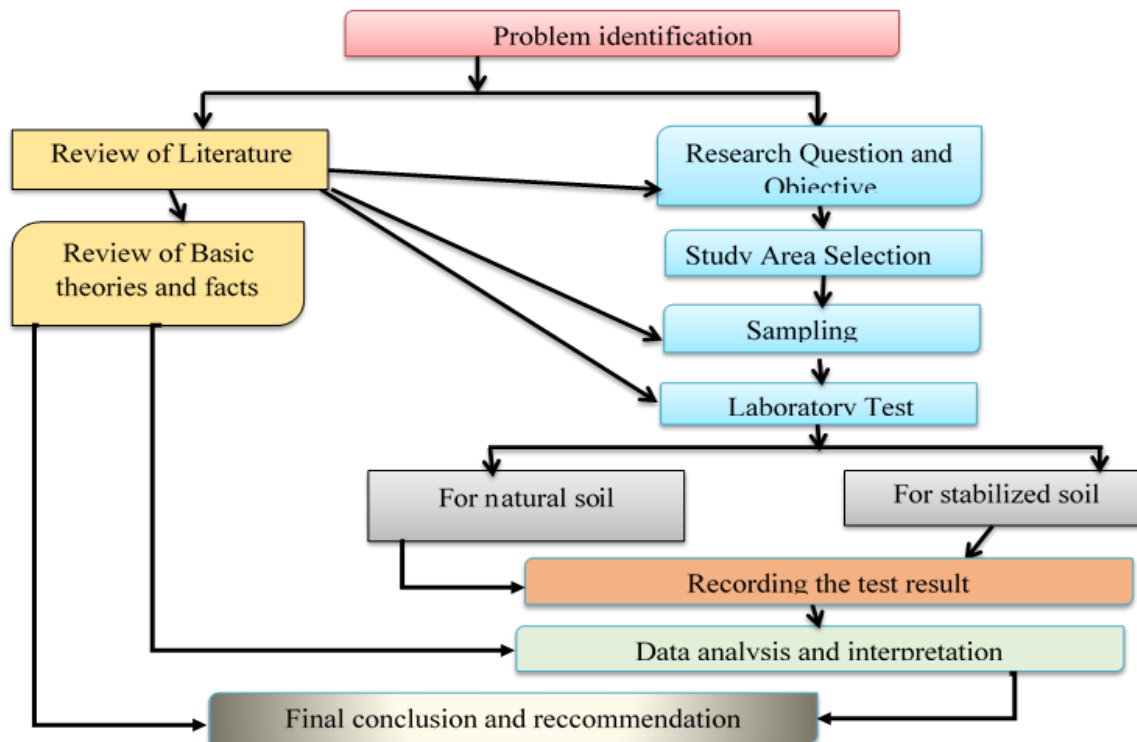 Problem identification
Review of Literature
Research Question and
Objective
Review of Basic
theories and facts
Study Area Selection
Sampling
Laboratory Test
For natural soil
For stabilized soil
Recording the test result
Data analysis and interpretation
Final conclusion and reccommendation